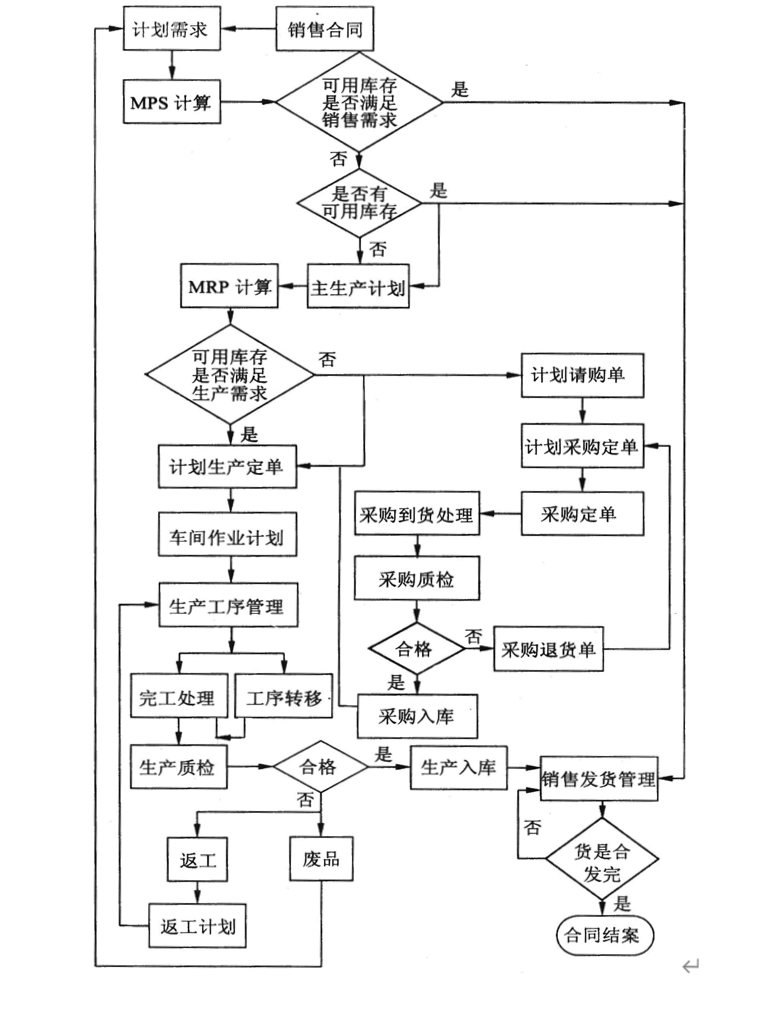 计划需求
销售合同
MPS 计算
可用库存
是否满足
销售需求
是
否
是否有
可用库存
是
否
MRP 计算
主生产计划
可用库存
是否满足
生产需求
否
计划请购单
是
计划生产定单
计划采购定单
采购到货处理
采购定单
车间作业计划
采购质检
生产工序管理
合格
否
采购退货单
是
完工处理
工序转移
采购入库
生产质检
合格
是
生产入库
销售发货管理
否
返工
废品
否
货是合
发完
是
返工计划
合同结案